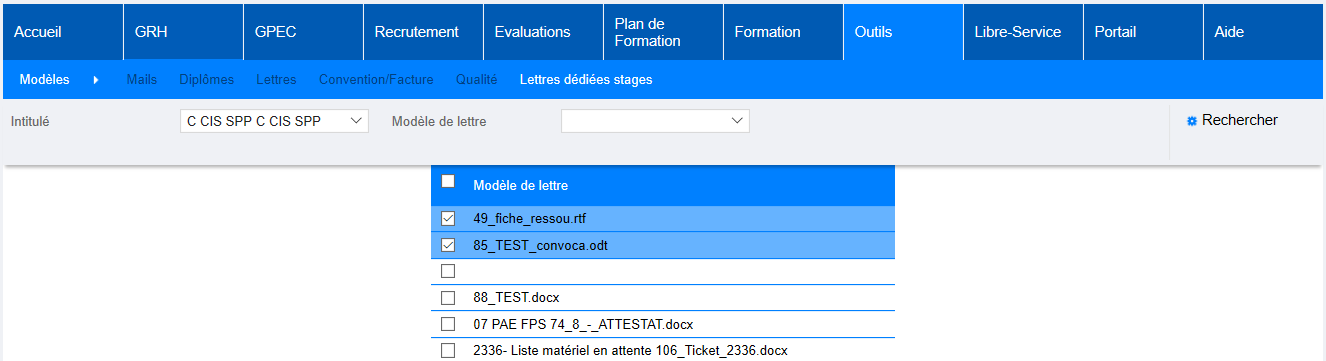 Accueil GRH GPEC Recrutement Evaluations Plan de Formation Formation Outils Libre-Service Portail Aide
Modèles Mails Diplômes Lettres Convention/Facture Qualité Lettres dédiées stages
Intitulé C CIS SPP C CIS SPP Modèle de lettre Rechercher
Modèle de lettre
49_fiche_ressou.rtf
85_TEST_convoca.odt
88_TEST.docx
07 PAE FPS 74_8_-_ATTESTAT.docx
2336- Liste matériel en attente 106_Ticket_2336.docx